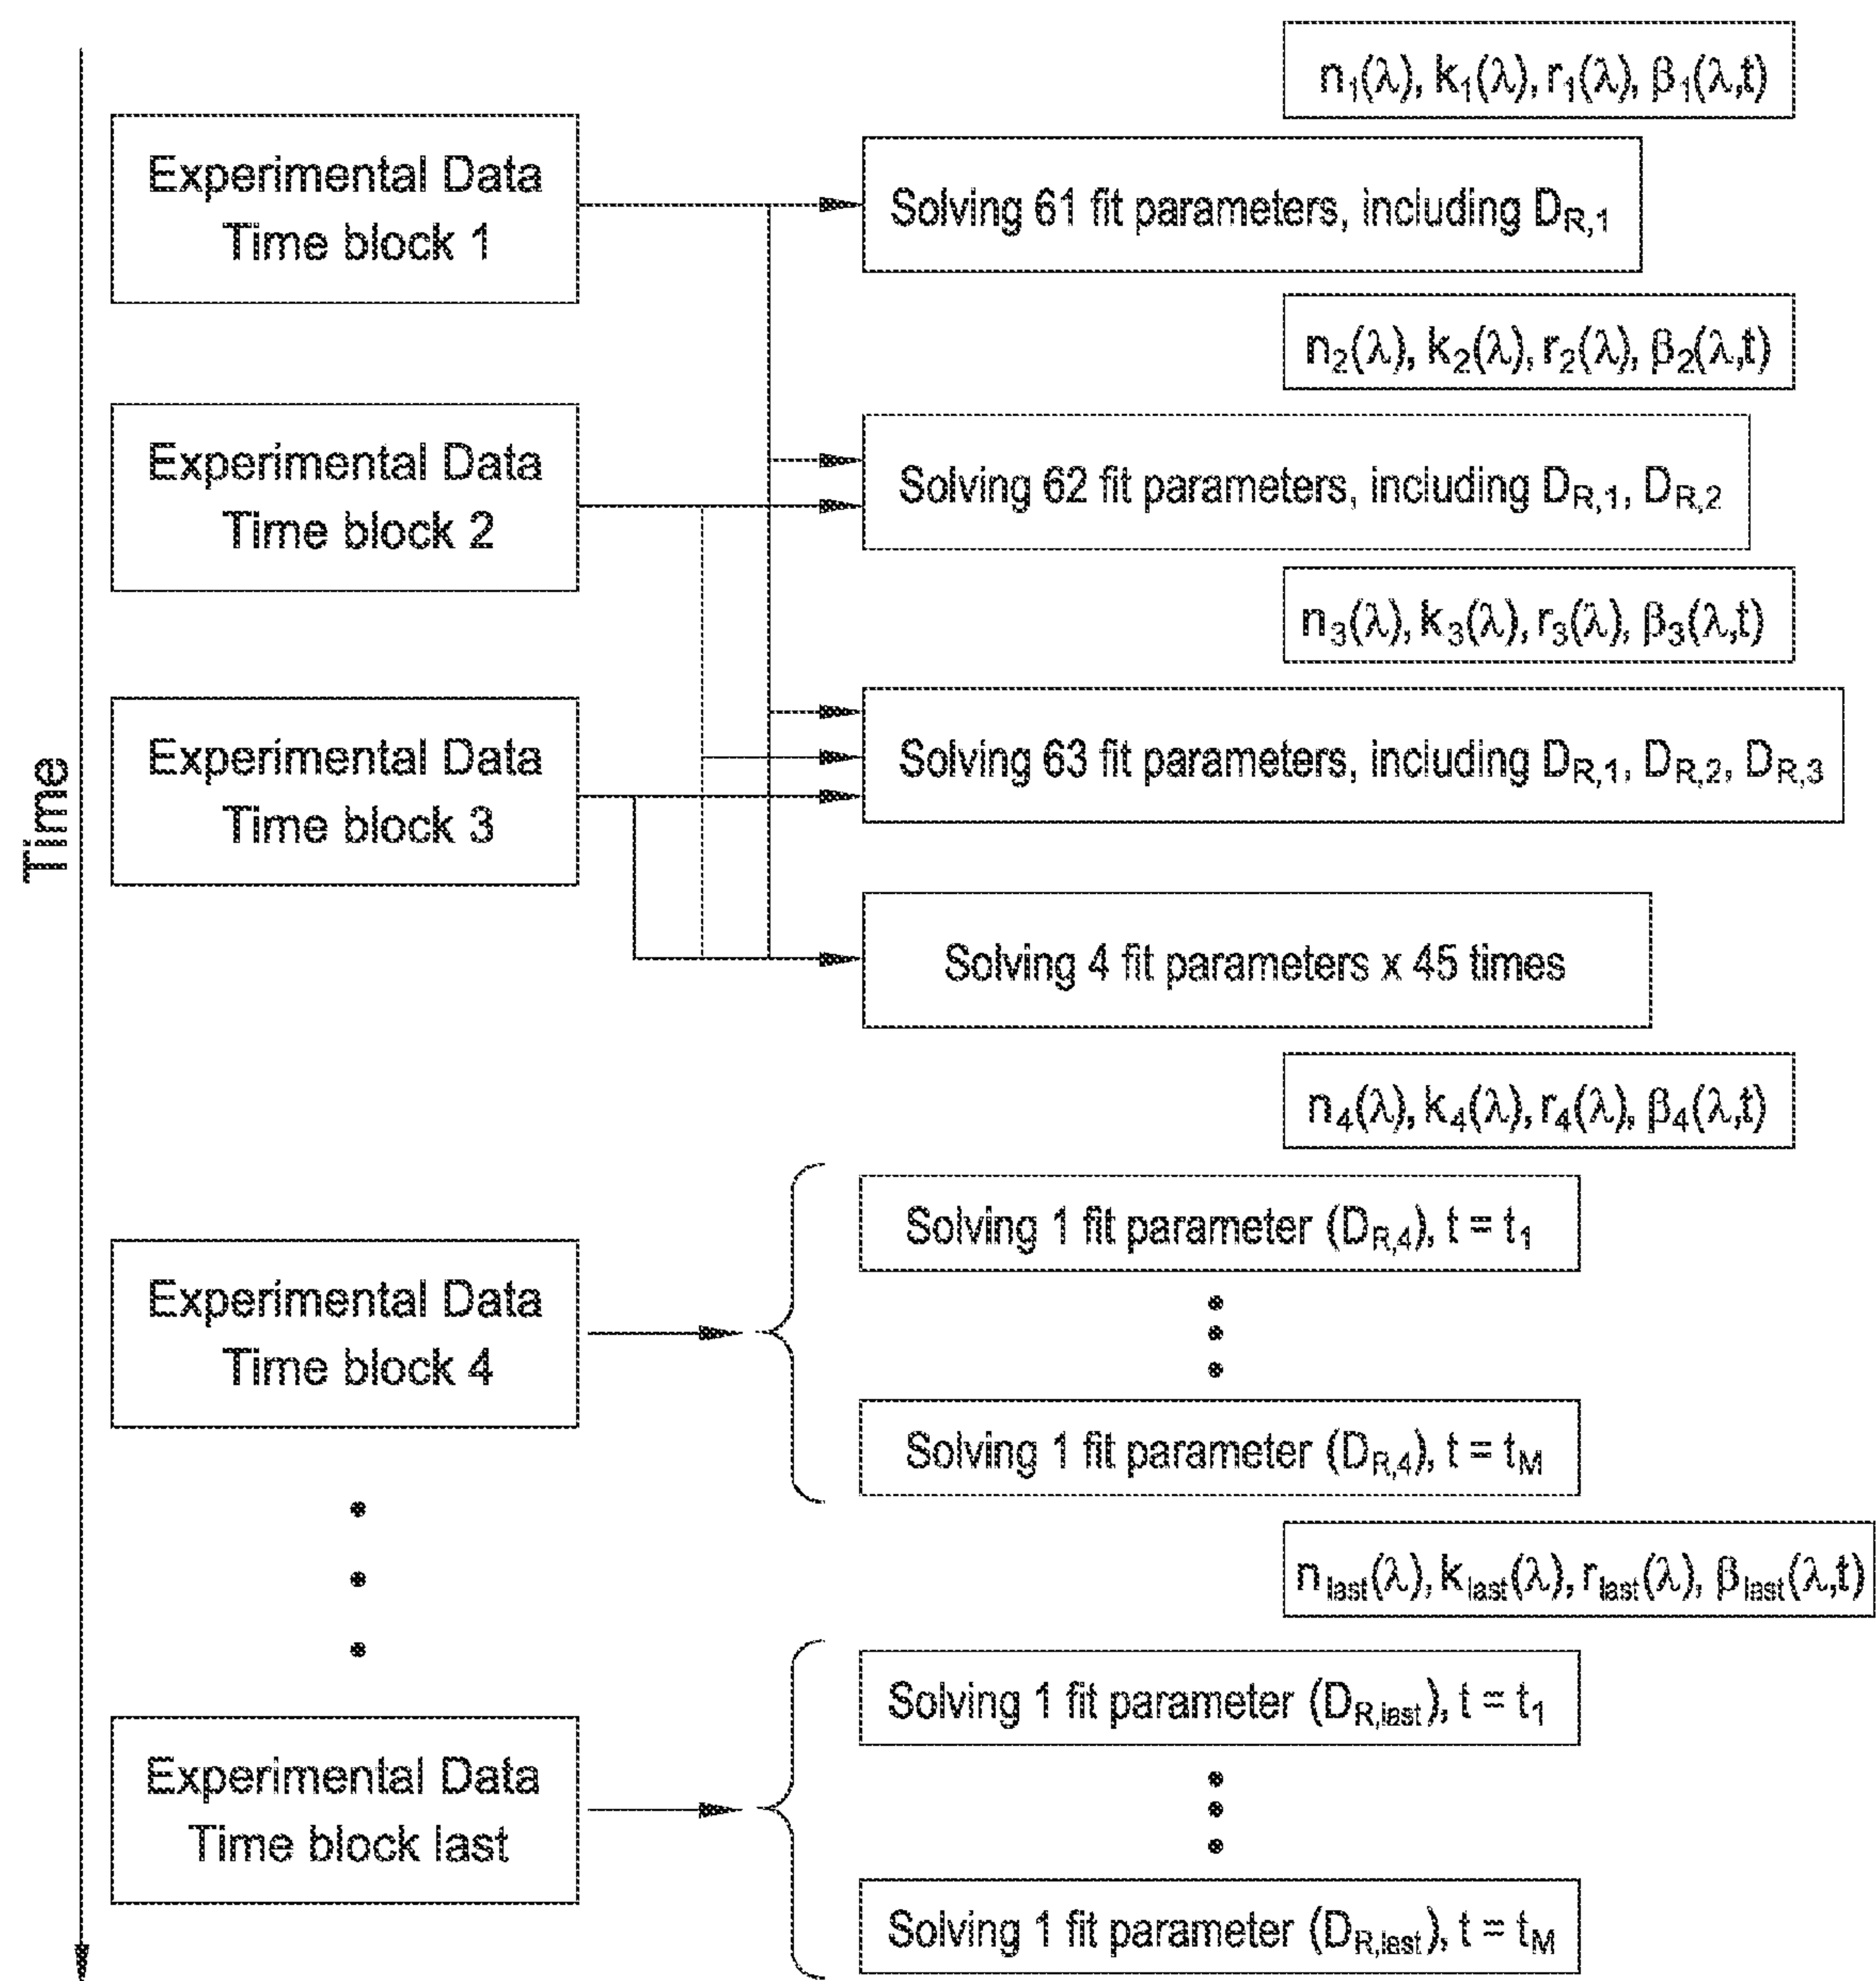 Time
n₁(λ), k₁(λ), r₁(λ), β₁(λ,t)
Experimental Data
Time block 1
Solving 61 fit parameters, including D_R,1
n₂(λ), k₂(λ), r₂(λ), β₂(λ,t)
Experimental Data
Time block 2
Solving 62 fit parameters, including D_R,1, D_R,2
n₃(λ), k₃(λ), r₃(λ), β₃(λ,t)
Experimental Data
Time block 3
Solving 63 fit parameters, including D_R,1, D_R,2, D_R,3
Solving 4 fit parameters x 45 times
n₄(λ), k₄(λ), r₄(λ), β₄(λ,t)
Experimental Data
Time block 4
Solving 1 fit parameter (D_R,4), t = t₁
Solving 1 fit parameter (D_R,4), t = t_M
n_last(λ), k_last(λ), r_last(λ), β_last(λ,t)
Experimental Data
Time block last
Solving 1 fit parameter (D_R,last), t = t₁
Solving 1 fit parameter (D_R,last), t = t_M